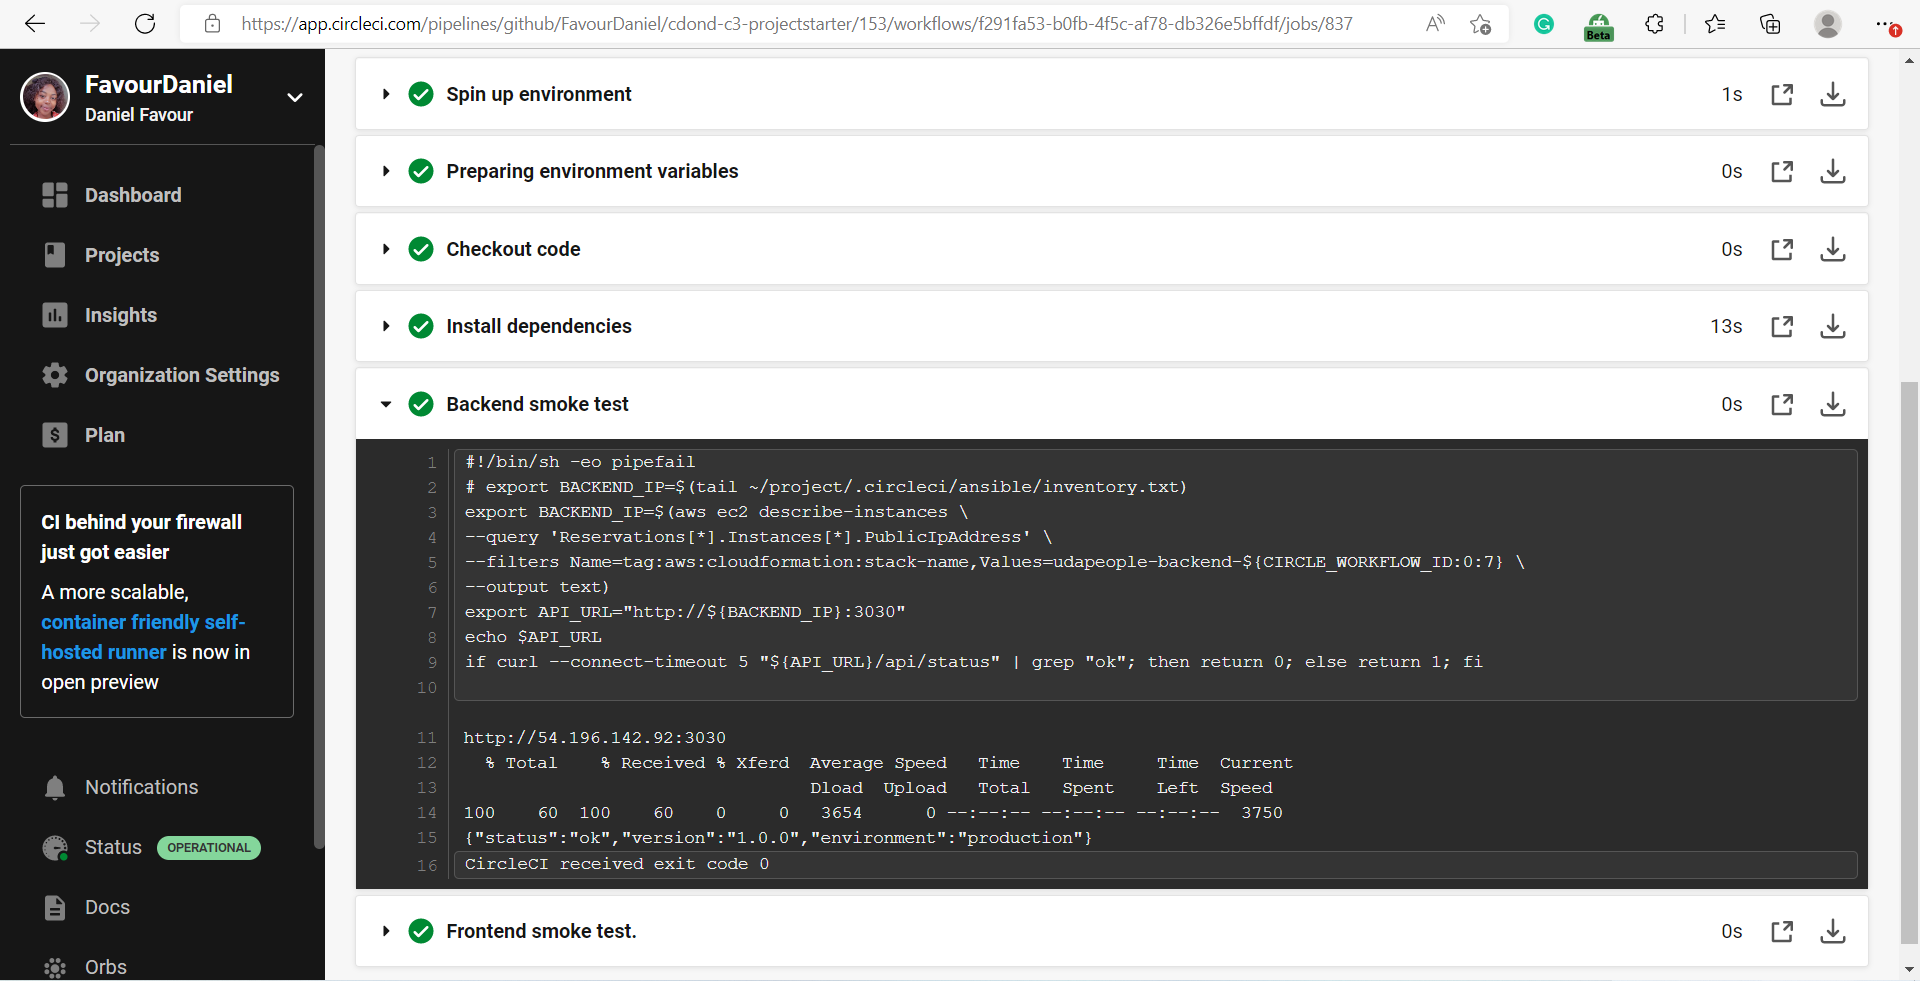 https://app.circleci.com/pipelines/github/FavourDaniel/cdond-c3-projectstarter/153/workflows/f291fa53-b0fb-4f5c-af78-db326e5bffdf/jobs/837
Beta
FavourDaniel
Daniel Favour
Dashboard
Projects
Insights
Organization Settings
Plan
CI behind your firewall
just got easier
A more scalable,
container friendly self-
hosted runner is now in
open preview
Notifications
Status OPERATIONAL
Docs
Orbs
Spin up environment 1s
Preparing environment variables 0s
Checkout code 0s
Install dependencies 13s
Backend smoke test 0s
1 #!/bin/sh -eo pipefail
2 # export BACKEND_IP=$(tail ~/project/.circleci/ansible/inventory.txt)
3 export BACKEND_IP=$(aws ec2 describe-instances \
4 --query 'Reservations[*].Instances[*].PublicIpAddress' \
5 --filters Name=tag:aws:cloudformation:stack-name,Values=udapeople-backend-${CIRCLE_WORKFLOW_ID:0:7} \
6 --output text)
7 export API_URL="http://${BACKEND_IP}:3030"
8 echo $API_URL
9 if curl --connect-timeout 5 "${API_URL}/api/status" | grep "ok"; then return 0; else return 1; fi
10
11 http://54.196.142.92:3030
12 % Total % Received % Xferd Average Speed Time Time Time Current
13 Dload Upload Total Spent Left Speed
14 100 60 100 60 0 0 3654 0 --:--:-- --:--:-- --:--:-- 3750
15 {"status":"ok","version":"1.0.0","environment":"production"}
16 CircleCI received exit code 0
Frontend smoke test. 0s